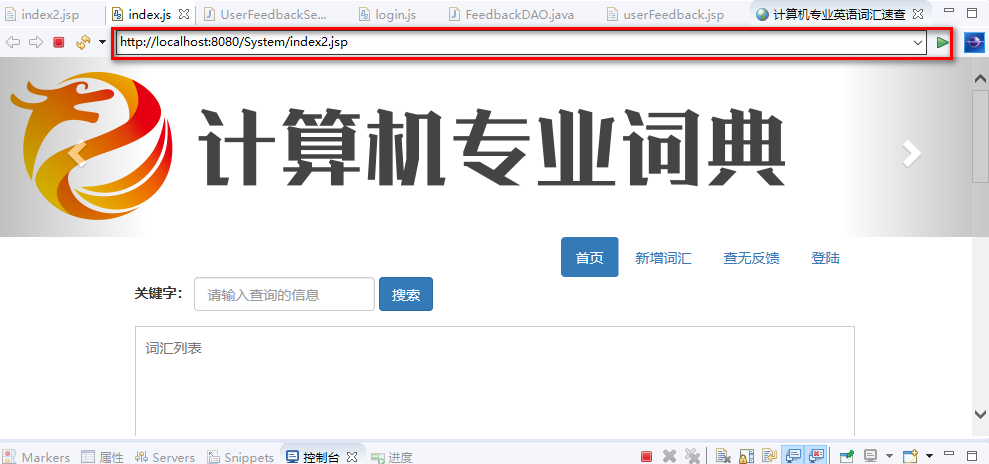 index2.jsp index.js UserFeedbackSe... login.js FeedbackDAO.java userFeedback.jsp 计算机专业英语词汇速查
http://localhost:8080/System/index2.jsp
计算机专业词典
首页 新增词汇 查无反馈 登陆
关键字: 请输入查询的信息 搜索
词汇列表
Markers 属性 Servers Snippets 控制台 进度